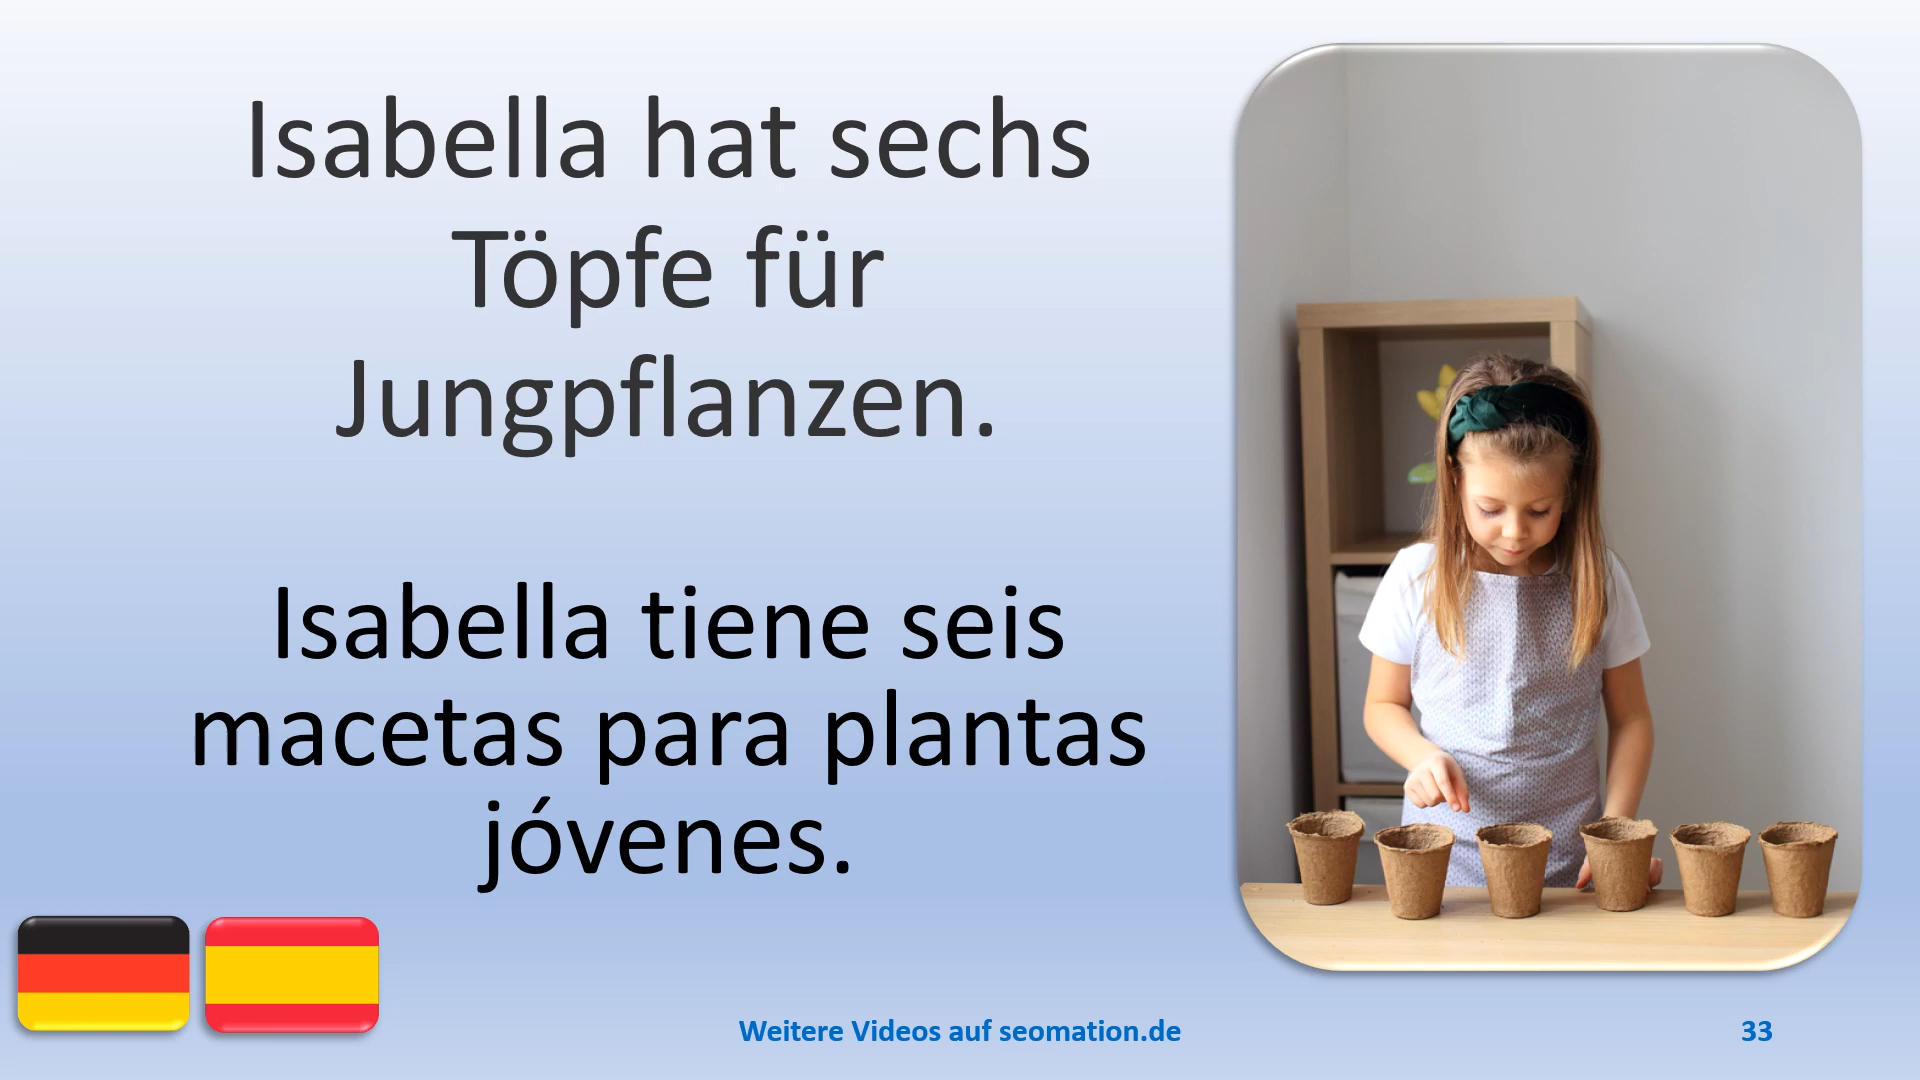 Isabella hat sechs
Töpfe für
Jungpflanzen.
Isabella tiene seis
macetas para plantas
jóvenes.
Weitere Videos auf seomation.de
33